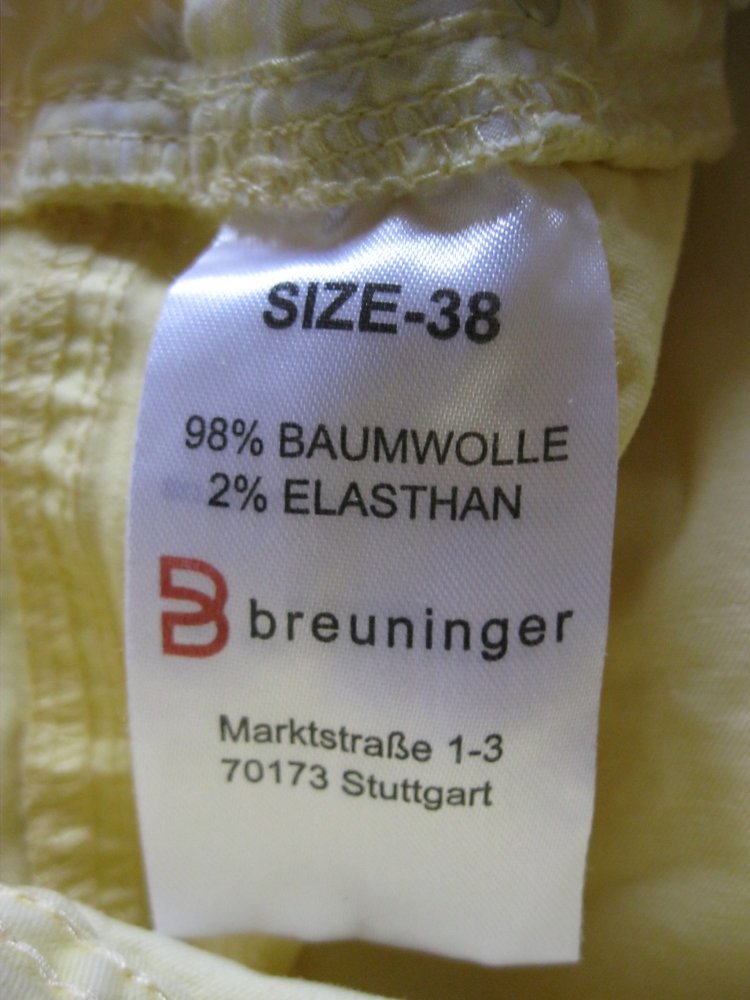 SIZE-38
98% BAUMWOLLE
2% ELASTHAN
breuninger
Marktstraße 1-3
70173 Stuttgart